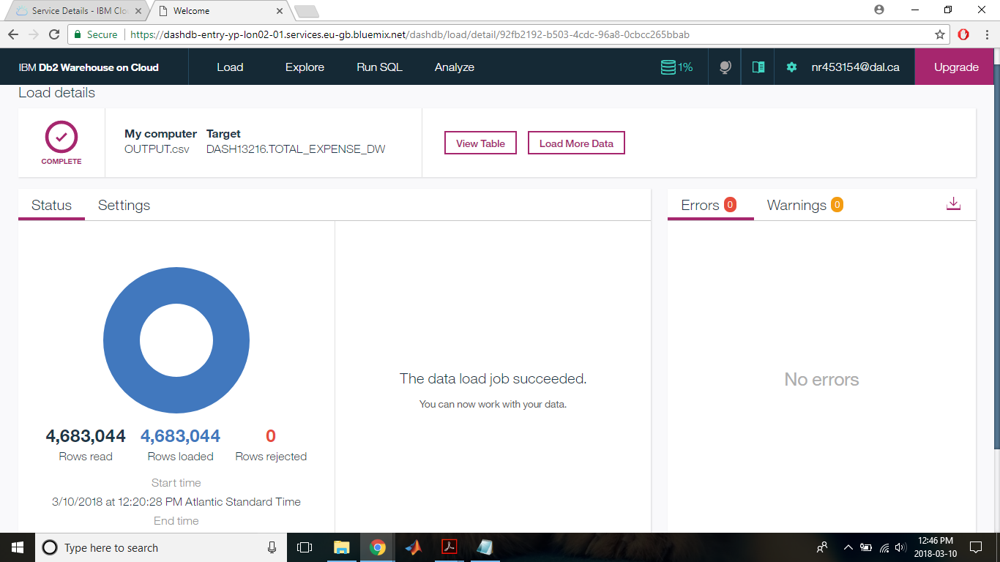 Service Details - IBM Clo
Welcome
Secure
https://dashdb-entry-yp-lon02-01.services.eu-gb.bluemix.net/dashdb/load/detail/92fb2192-b503-4cdc-96a8-0cbcc265bbab
IBM Db2 Warehouse on Cloud
Load
Explore
Run SQL
Analyze
1%
nr453154@dal.ca
Upgrade
Load details
COMPLETE
My computer
OUTPUT.csv
Target
DASH13216.TOTAL_EXPENSE_DW
View Table
Load More Data
Status
Settings
Errors 0
Warnings 0
4,683,044
Rows read
4,683,044
Rows loaded
0
Rows rejected
Start time
3/10/2018 at 12:20:28 PM Atlantic Standard Time
End time
The data load job succeeded.
You can now work with your data.
No errors
Type here to search
12:46 PM
2018-03-10